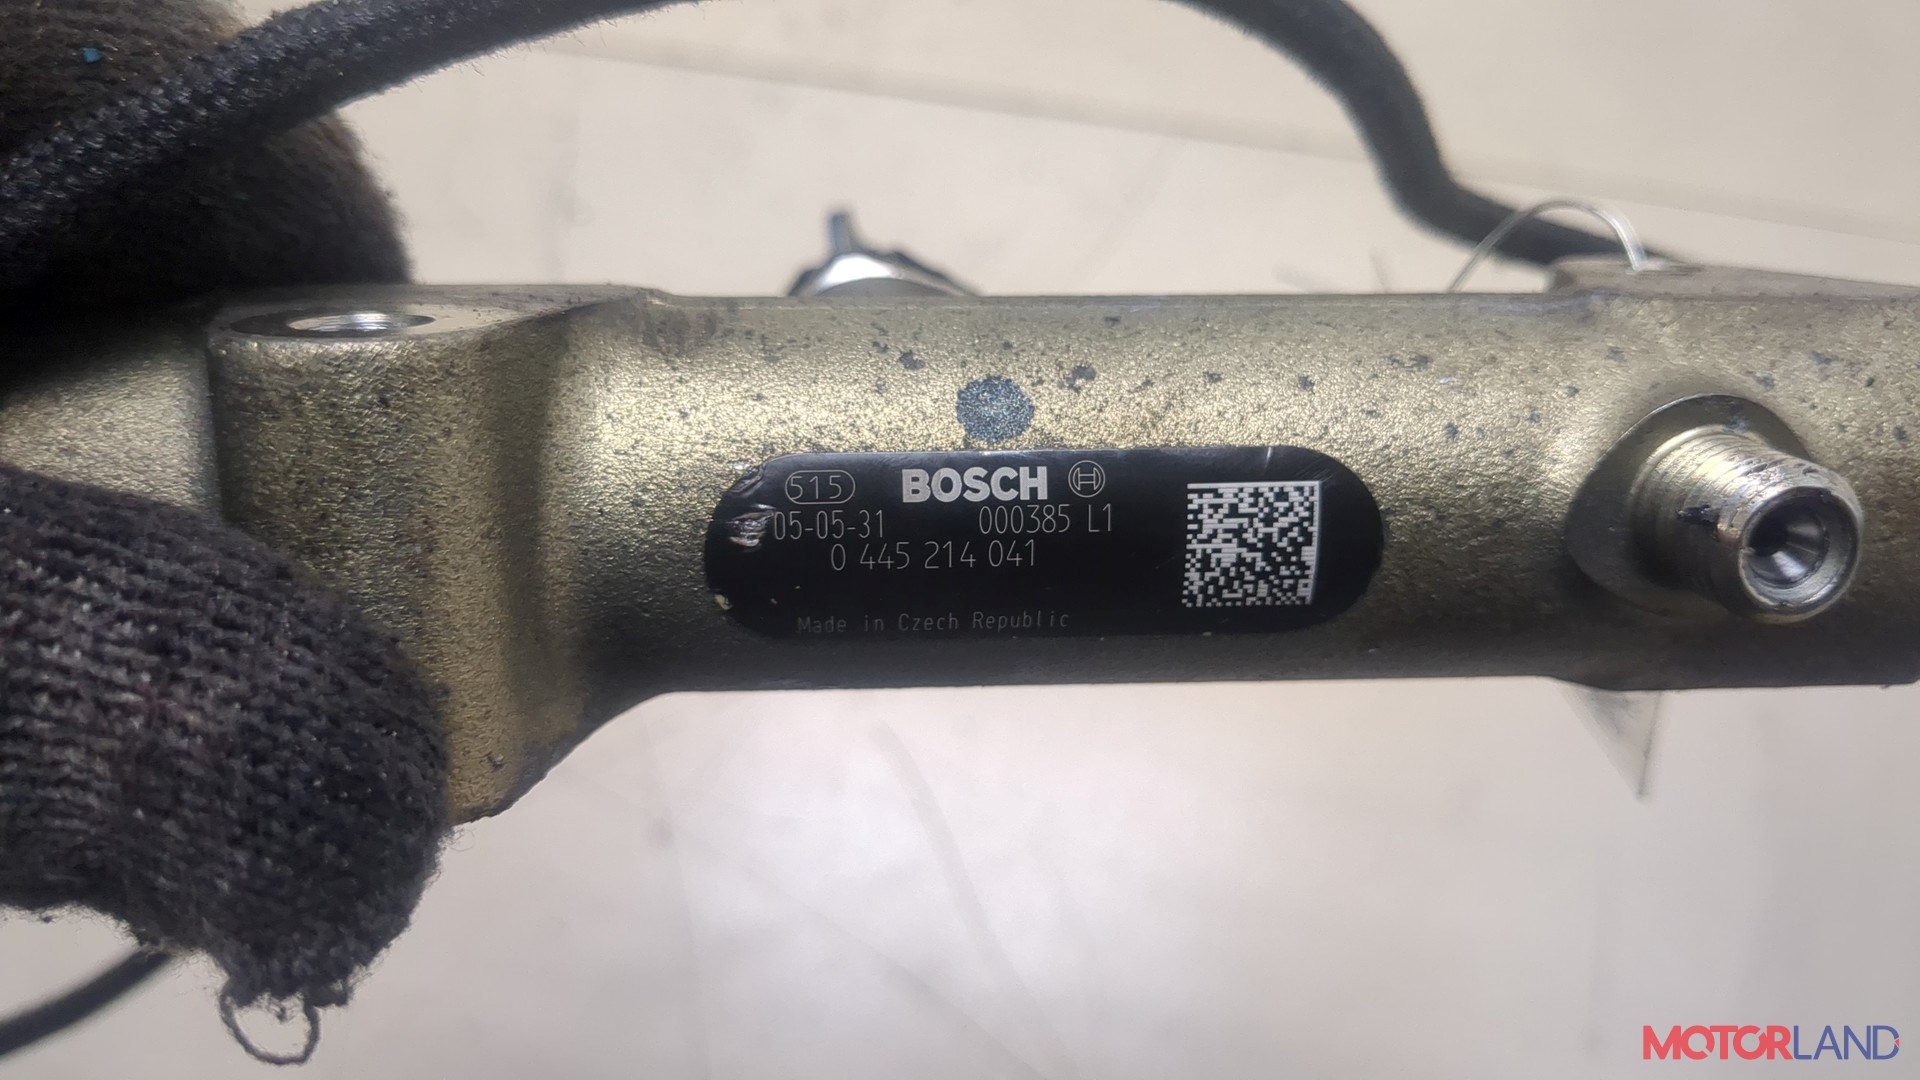 515 BOSCH
05-05-31 000385 L1
0 445 214 041
Made in Czech Republic
MOTORLAND